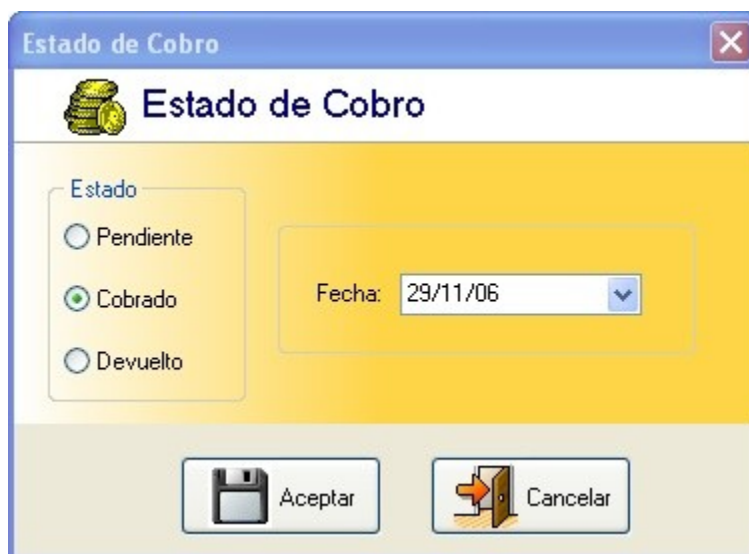 Estado de Cobro
Estado de Cobro
Estado
Pendiente
Cobrado
Devuelto
Fecha: 29/11/06
Aceptar
Cancelar